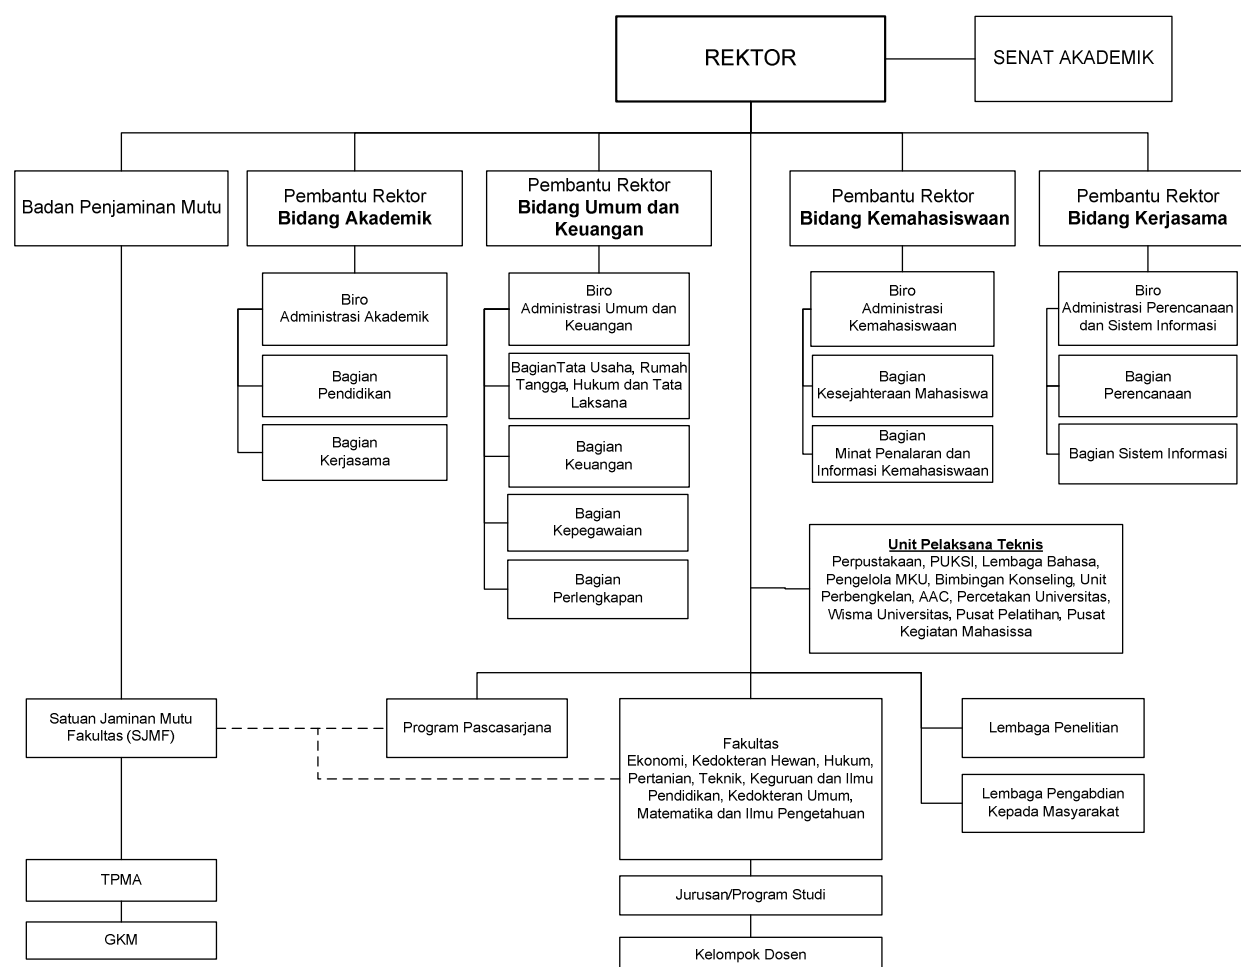 REKTOR
SENAT AKADEMIK
Badan Penjaminan Mutu
Pembantu Rektor
Bidang Akademik
Pembantu Rektor
Bidang Umum dan
Keuangan
Pembantu Rektor
Bidang Kemahasiswaan
Pembantu Rektor
Bidang Kerjasama
Biro
Administrasi Akademik
Bagian
Pendidikan
Bagian
Kerjasama
Biro
Administrasi Umum dan
Keuangan
BagianTata Usaha, Rumah
Tangga, Hukum dan Tata
Laksana
Bagian
Keuangan
Bagian
Kepegawaian
Bagian
Perlengkapan
Biro
Administrasi
Kemahasiswaan
Bagian
Kesejahteraan Mahasiswa
Bagian
Minat Penalaran dan
Informasi Kemahasiswaan
Biro
Administrasi Perencanaan
dan Sistem Informasi
Bagian
Perencanaan
Bagian Sistem Informasi
Unit Pelaksana Teknis
Perpustakaan, PUKSI, Lembaga Bahasa,
Pengelola MKU, Bimbingan Konseling, Unit
Perbengkelan, AAC, Percetakan Universitas,
Wisma Universitas, Pusat Pelatihan, Pusat
Kegiatan Mahasissa
Satuan Jaminan Mutu
Fakultas (SJMF)
Program Pascasarjana
Fakultas
Ekonomi, Kedokteran Hewan, Hukum,
Pertanian, Teknik, Keguruan dan Ilmu
Pendidikan, Kedokteran Umum,
Matematika dan Ilmu Pengetahuan
Lembaga Penelitian
Lembaga Pengabdian
Kepada Masyarakat
TPMA
GKM
Jurusan/Program Studi
Kelompok Dosen